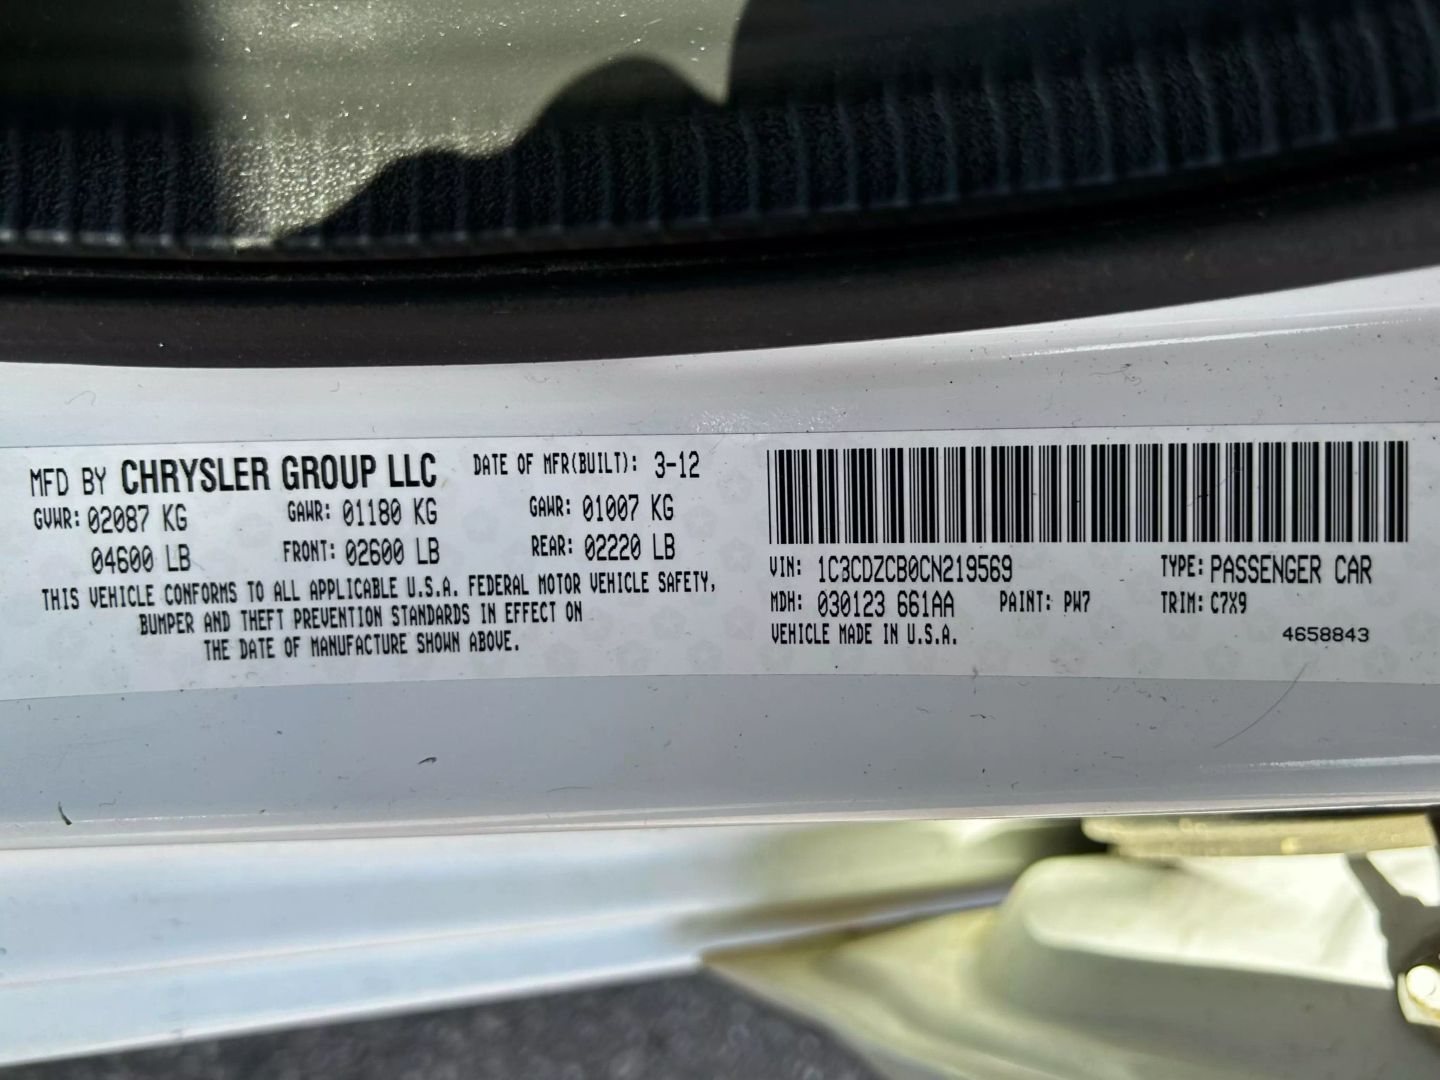 MFD BY CHRYSLER GROUP LLC DATE OF MFR(BUILT): 3-12
GVWR: 02087 KG GAWR: 01180 KG GAWR: 01007 KG
04600 LB FRONT: 02600 LB REAR: 02220 LB
THIS VEHICLE CONFORMS TO ALL APPLICABLE U.S.A. FEDERAL MOTOR VEHICLE SAFETY,
BUMPER AND THEFT PREVENTION STANDARDS IN EFFECT ON
THE DATE OF MANUFACTURE SHOWN ABOVE.
VIN: 1C3CDZCB0CN219569 TYPE: PASSENGER CAR
MDH: 030123 661AA PAINT: PW7 TRIM: C7X9
VEHICLE MADE IN U.S.A.
4658843